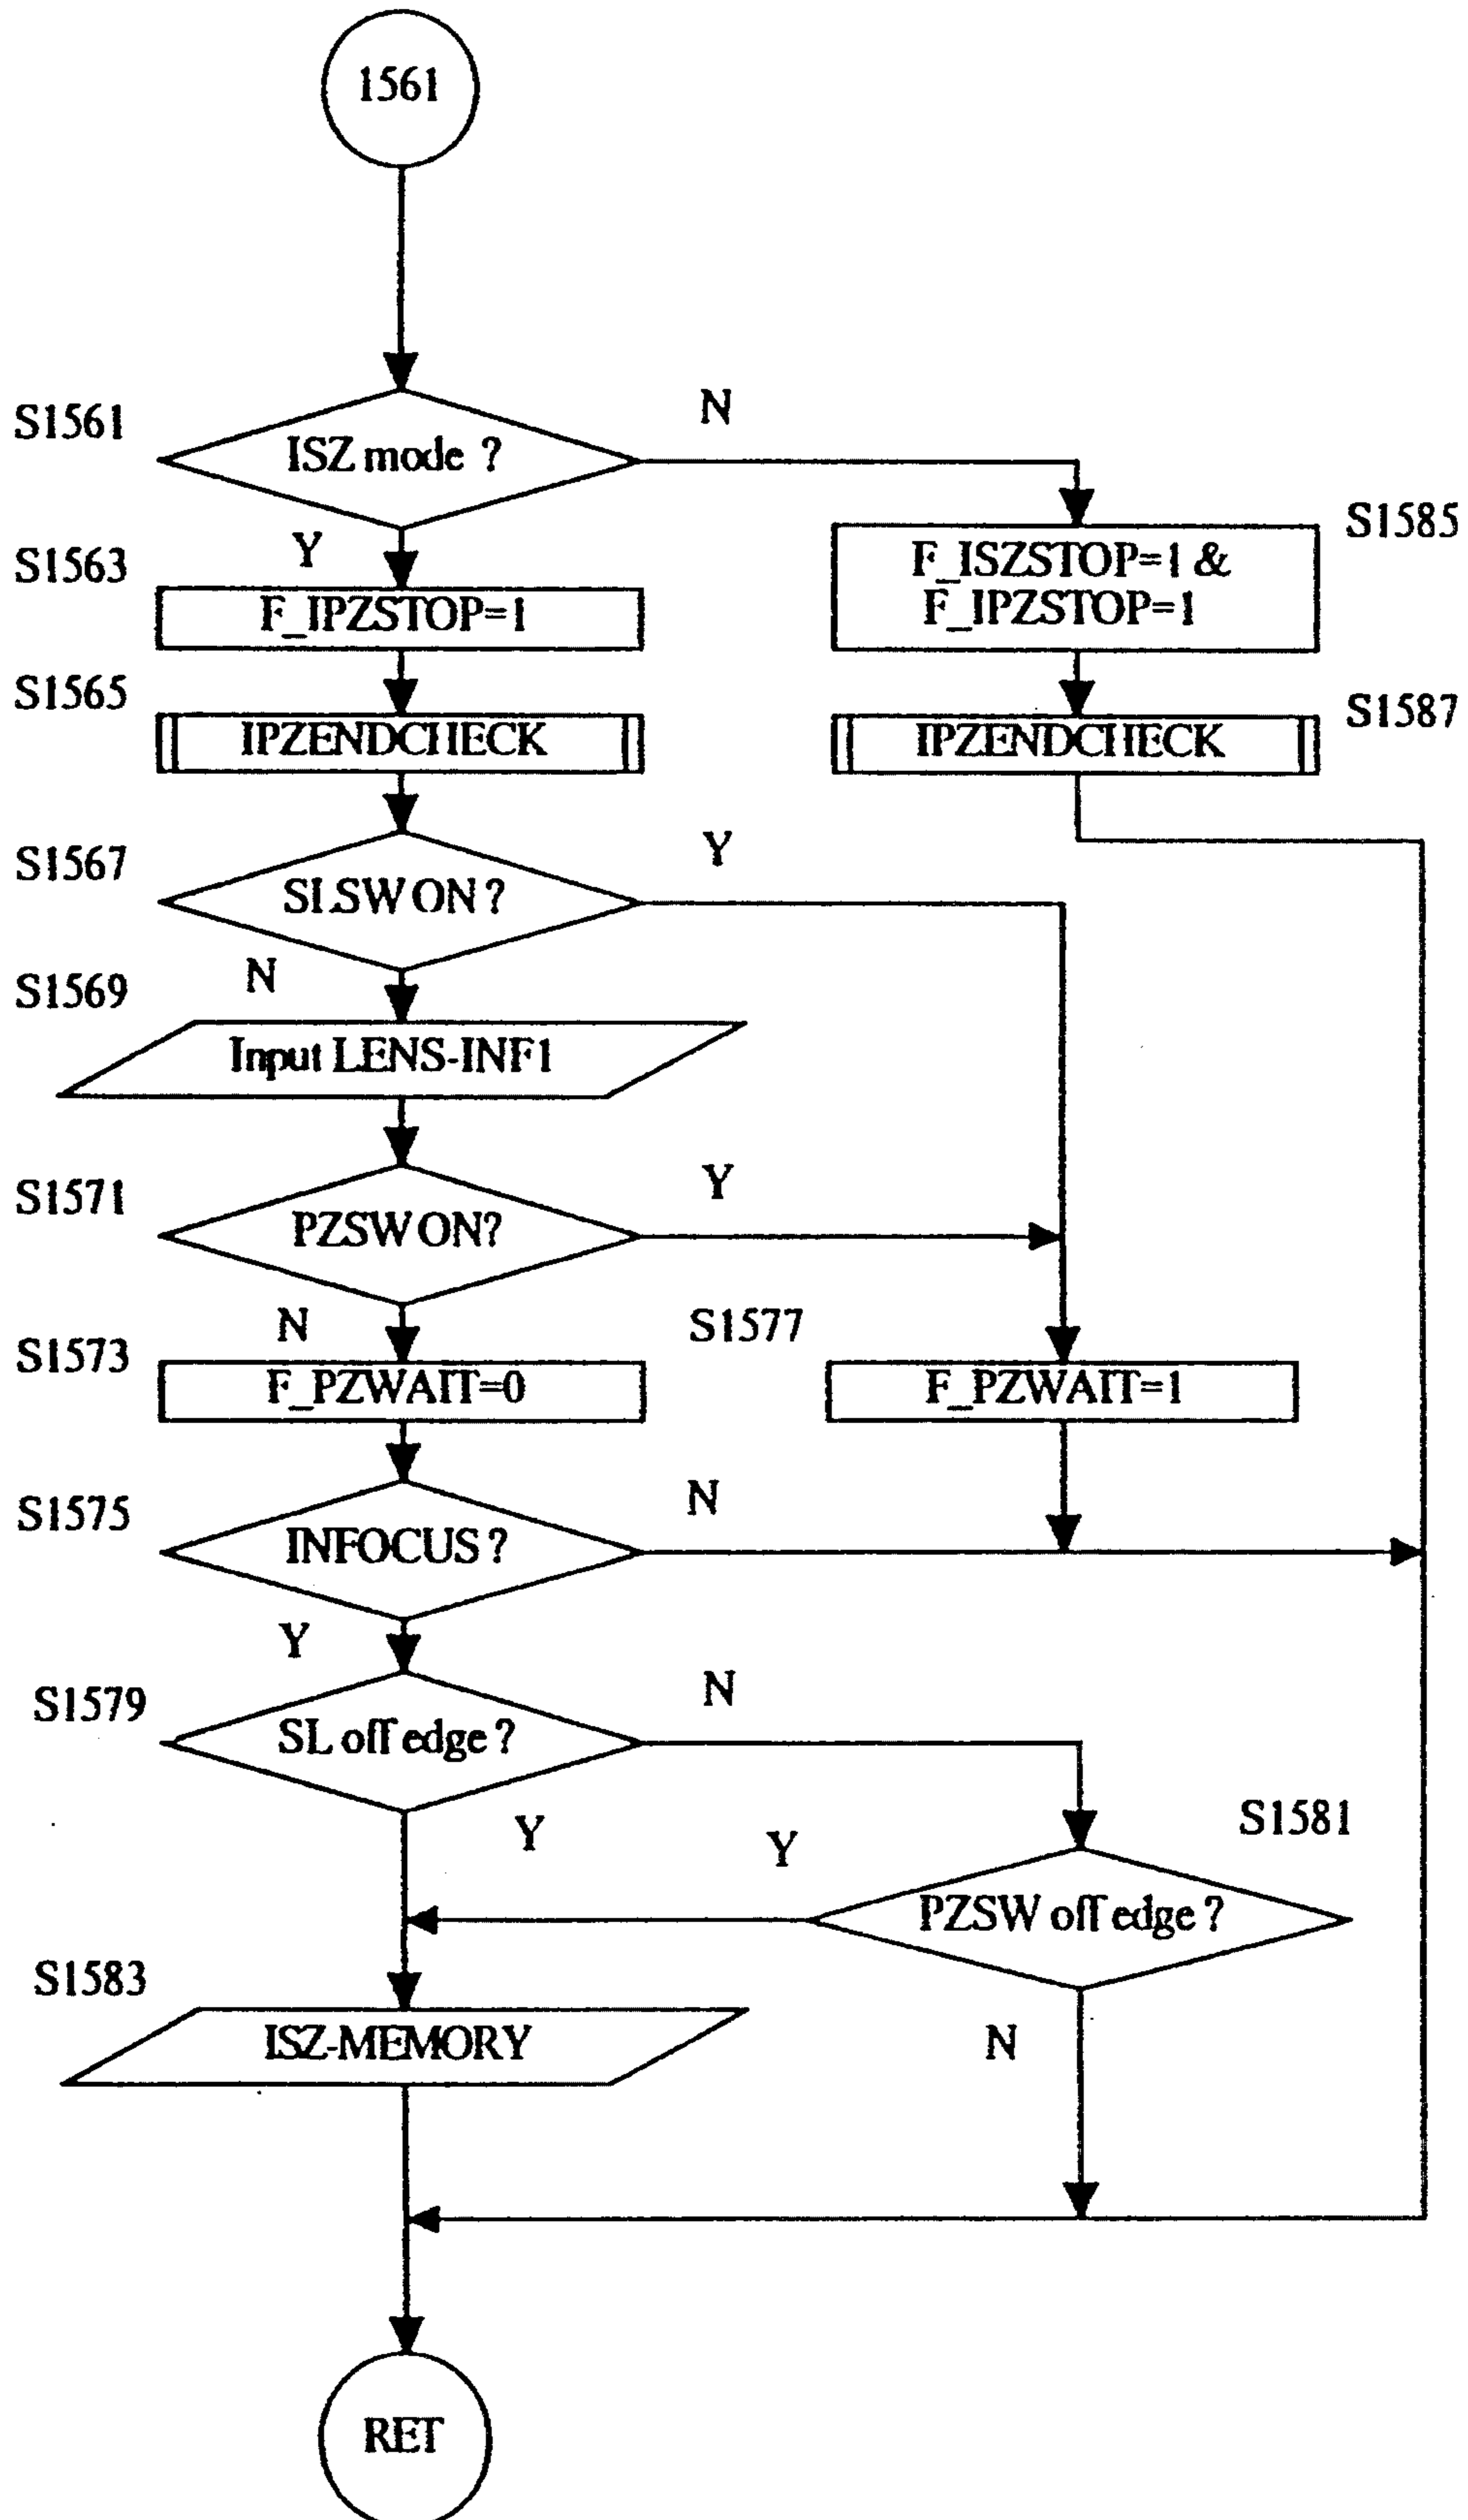 1561
S1561
ISZ mode ?
N
S1563
Y
F_IPZSTOP=1
S1585
F_ISZSTOP=1 &
F_IPZSTOP=1
S1565
IPZENDCHECK
S1587
IPZENDCHECK
S1567
SLSW ON ?
Y
S1569
N
Input LENS-INF1
S1571
PZSW ON?
Y
S1573
N
F_PZWAIT=0
S1577
F_PZWAIT=1
S1575
INFOCUS ?
N
Y
S1579
SL off edge ?
N
Y
S1581
Y
PZSW off edge ?
S1583
ISZ-MEMORY
N
RET